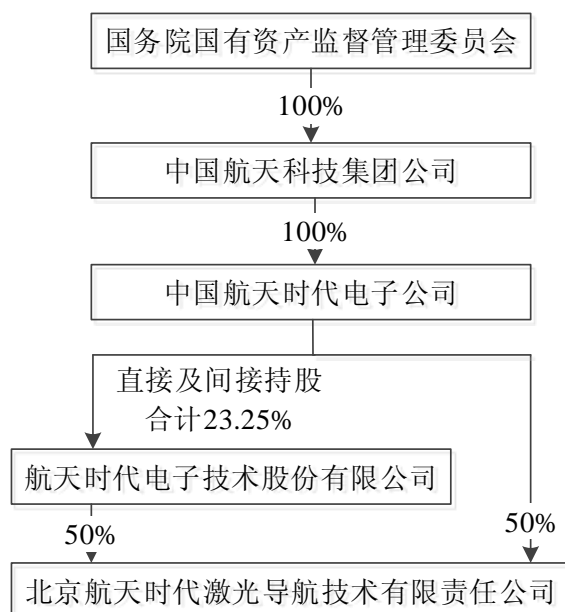 国务院国有资产监督管理委员会
100%
中国航天科技集团公司
100%
中国航天时代电子公司
直接及间接持股
合计23.25%
航天时代电子技术股份有限公司
50%
50%
北京航天时代激光导航技术有限责任公司